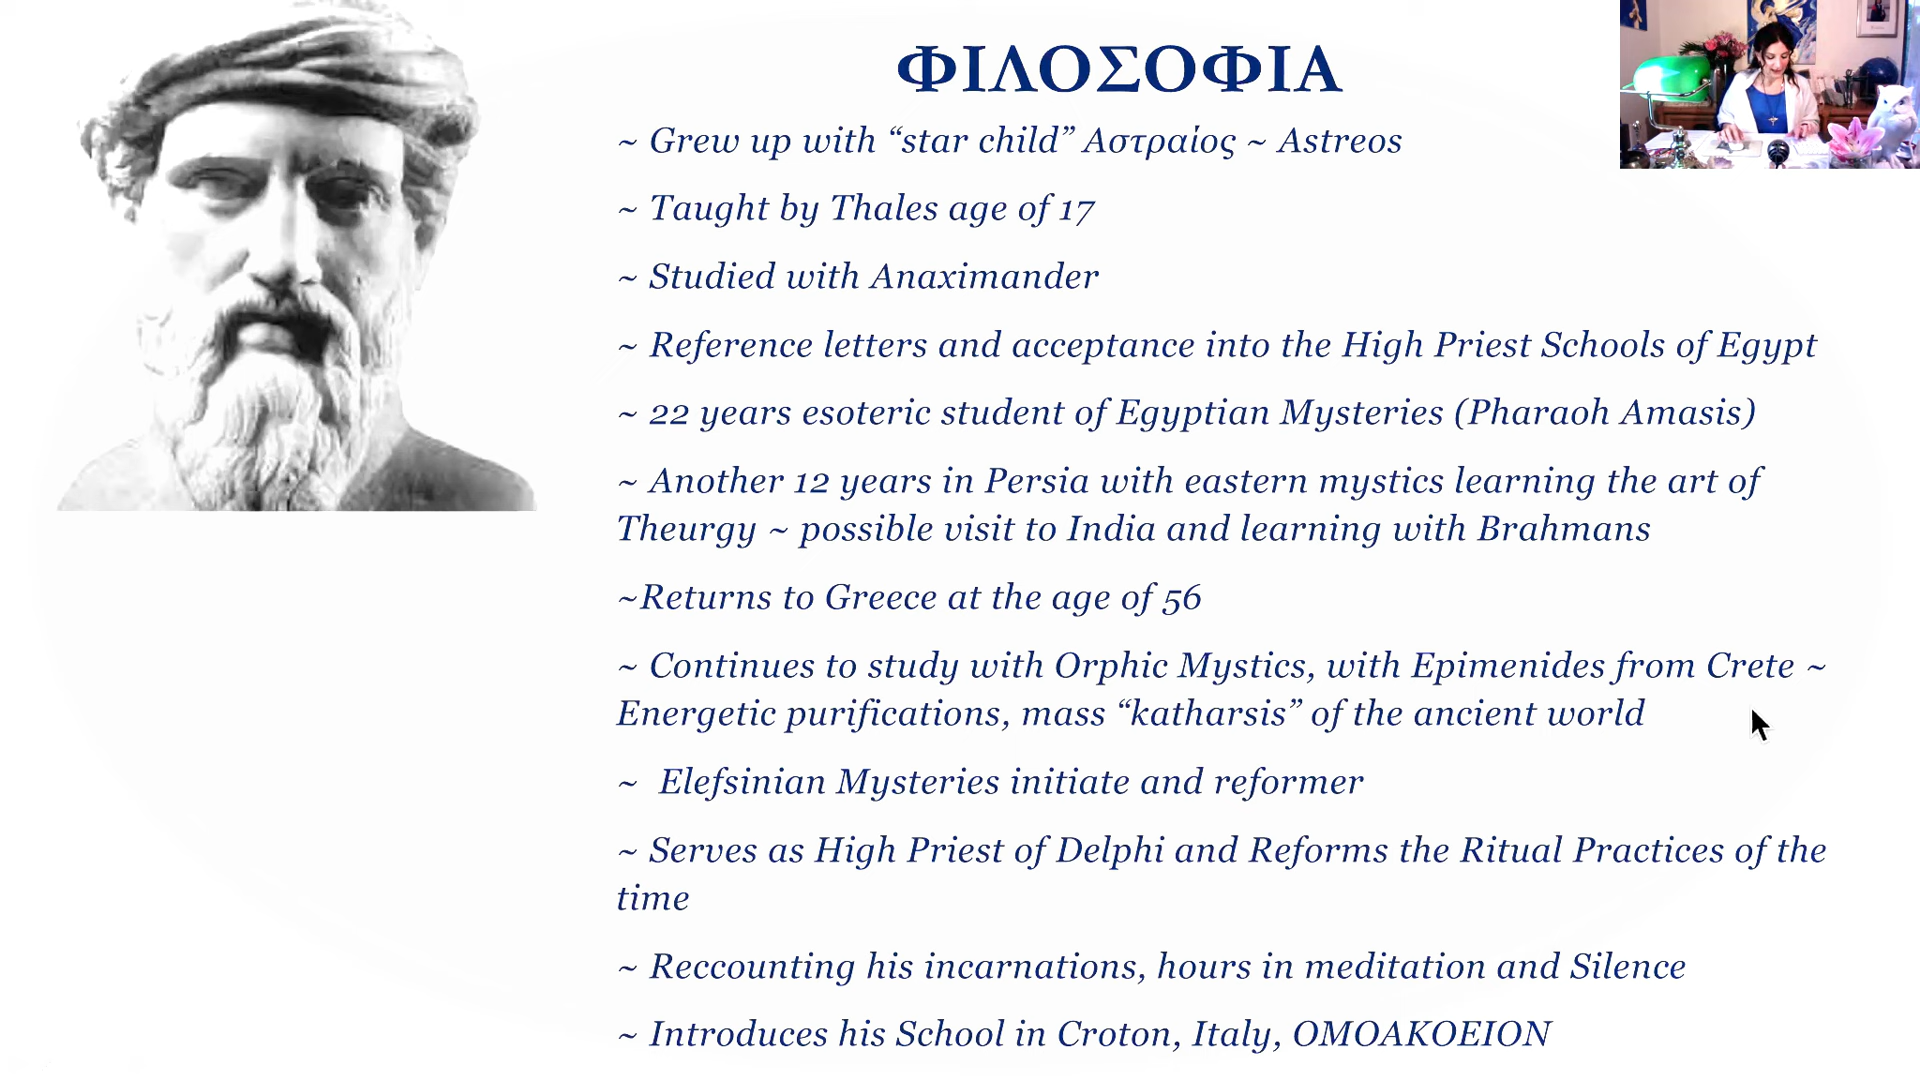 ΦΙΛΟΣΟΦΙΑ
~ Grew up with “star child” Αστραίος ~ Astreos
~ Taught by Thales age of 17
~ Studied with Anaximander
~ Reference letters and acceptance into the High Priest Schools of Egypt
~ 22 years esoteric student of Egyptian Mysteries (Pharaoh Amasis)
~ Another 12 years in Persia with eastern mystics learning the art of
Theurgy ~ possible visit to India and learning with Brahmans
~Returns to Greece at the age of 56
~ Continues to study with Orphic Mystics, with Epimenides from Crete ~
Energetic purifications, mass “katharsis” of the ancient world
~  Elefsinian Mysteries initiate and reformer
~ Serves as High Priest of Delphi and Reforms the Ritual Practices of the
time
~ Reccounting his incarnations, hours in meditation and Silence
~ Introduces his School in Croton, Italy, ΟΜΟΑΚΟΕΙΟΝ